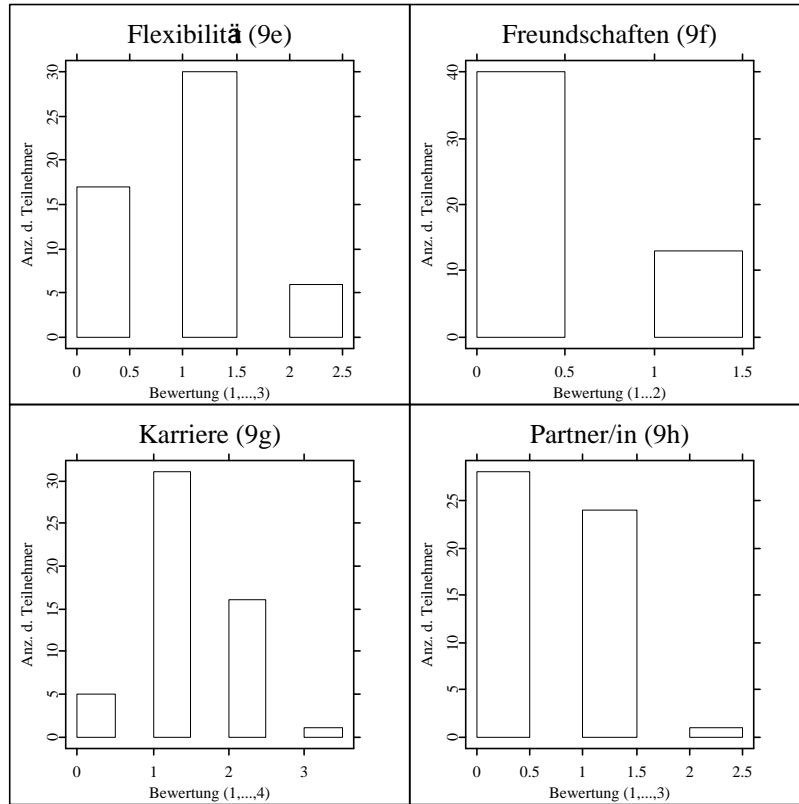 Flexibilitä (9e)
Anz. d. Teilnehmer
30
25
20
15
10
5
0
0 0.5 1 1.5 2 2.5
Bewertung (1,...,3)
Freundschaften (9f)
Anz. d. Teilnehmer
40
30
20
10
0
0 0.5 1 1.5
Bewertung (1...2)
Karriere (9g)
Anz. d. Teilnehmer
30
25
20
15
10
5
0
0 1 2 3
Bewertung (1,...,4)
Partner/in (9h)
Anz. d. Teilnehmer
25
20
15
10
5
0
0 0.5 1 1.5 2 2.5
Bewertung (1,...,3)